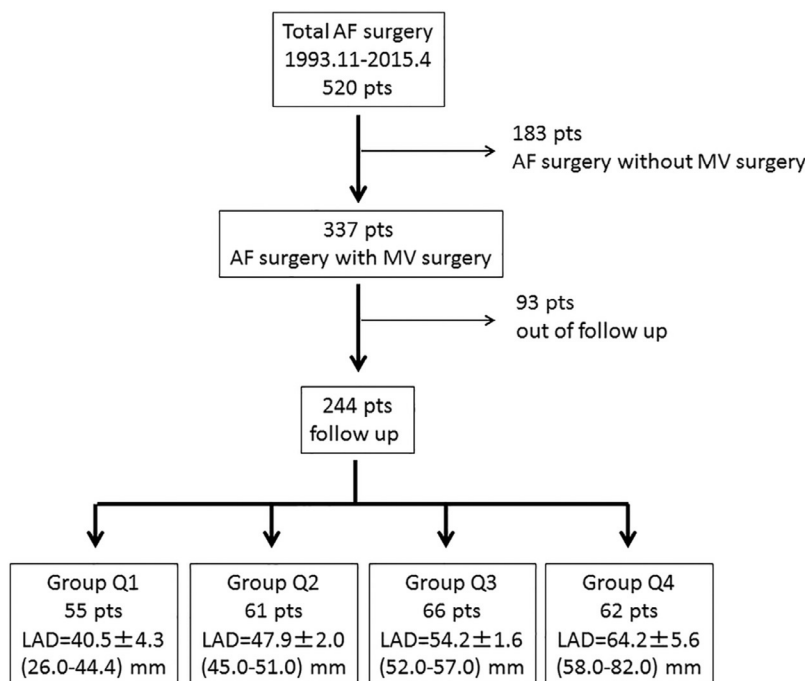 Total AF surgery
1993.11-2015.4
520 pts
183 pts
AF surgery without MV surgery
337 pts
AF surgery with MV surgery
93 pts
out of follow up
244 pts
follow up
Group Q1
55 pts
LAD=40.5±4.3
(26.0-44.4) mm
Group Q2
61 pts
LAD=47.9±2.0
(45.0-51.0) mm
Group Q3
66 pts
LAD=54.2±1.6
(52.0-57.0) mm
Group Q4
62 pts
LAD=64.2±5.6
(58.0-82.0) mm